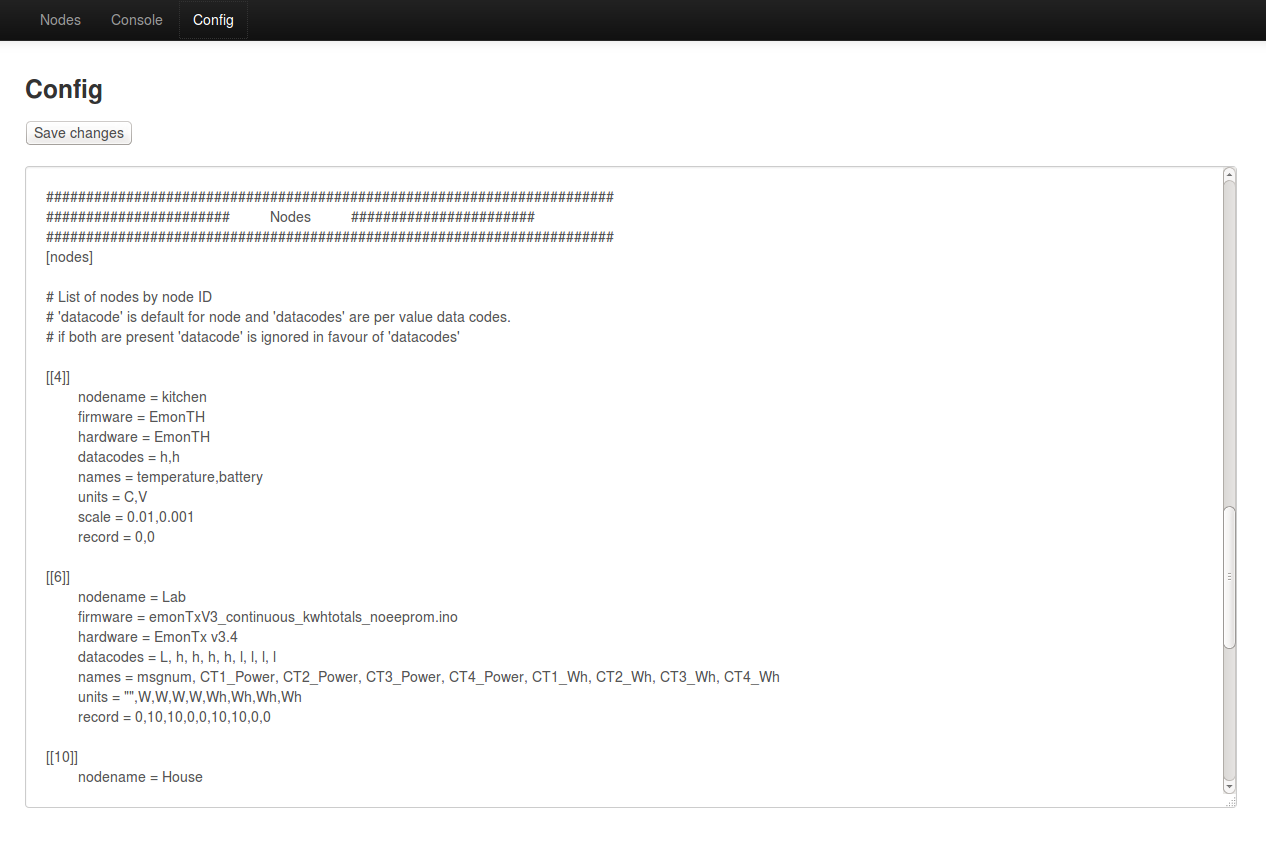 Nodes Console Config
Config
Save changes
#######################################################################
####################### Nodes #######################
#######################################################################
[nodes]
# List of nodes by node ID
# 'datacode' is default for node and 'datacodes' are per value data codes.
# if both are present 'datacode' is ignored in favour of 'datacodes'
[[4]]
nodename = kitchen
firmware = EmonTH
hardware = EmonTH
datacodes = h,h
names = temperature,battery
units = C,V
scale = 0.01,0.001
record = 0,0
[[6]]
nodename = Lab
firmware = emonTxV3_continuous_kwhtotals_noeeprom.ino
hardware = EmonTx v3.4
datacodes = L, h, h, h, h, l, l, l, l
names = msgnum, CT1_Power, CT2_Power, CT3_Power, CT4_Power, CT1_Wh, CT2_Wh, CT3_Wh, CT4_Wh
units = "",W,W,W,W,Wh,Wh,Wh,Wh
record = 0,10,10,0,0,10,10,0,0
[[10]]
nodename = House